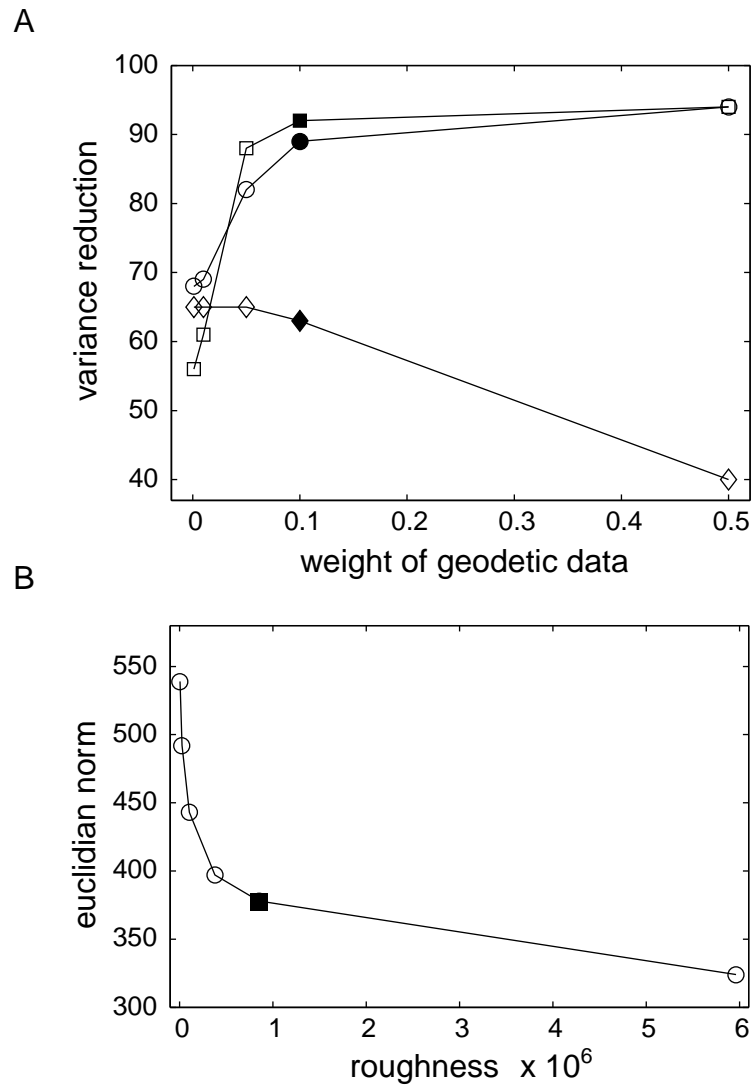 A
100
90
80
70
60
50
40
variance reduction
0 0.1 0.2 0.3 0.4 0.5
weight of geodetic data
B
550
500
450
400
350
300
euclidian norm
0 1 2 3 4 5 6
roughness x 10⁶